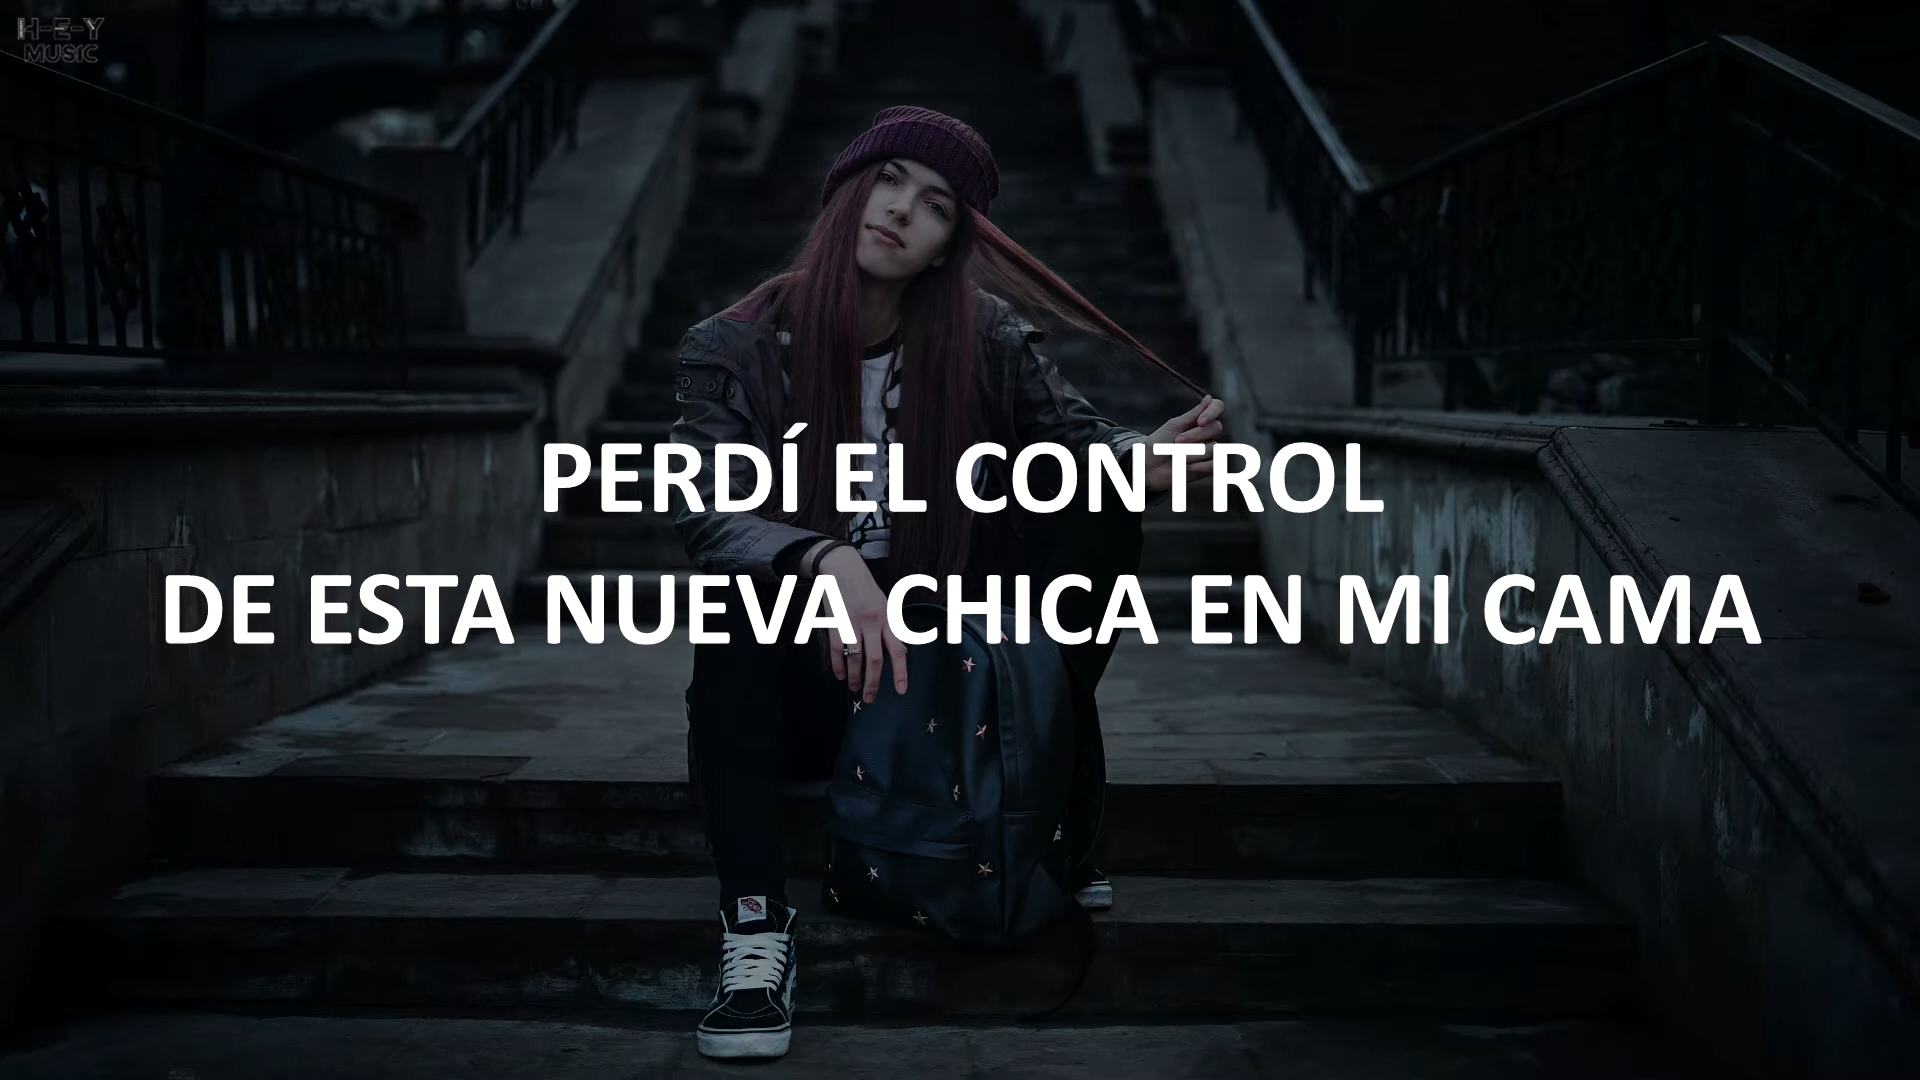 H-E-Y
MUSIC
PERDÍ EL CONTROL
DE ESTA NUEVA CHICA EN MI CAMA